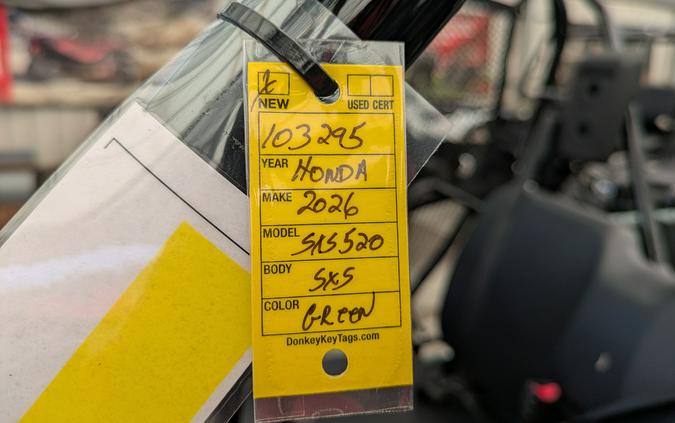 X
NEW USED CERT
103295
YEAR HONDA
MAKE 2026
MODEL SXS520
BODY SXS
COLOR GREEN
DonkeyKeyTags.com